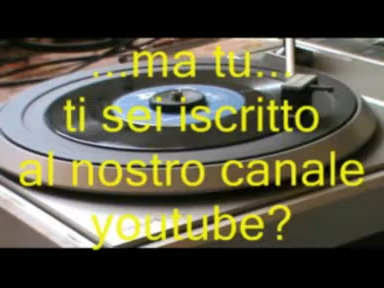 ...ma tu...
ti sei iscritto
al nostro canale
youtube?